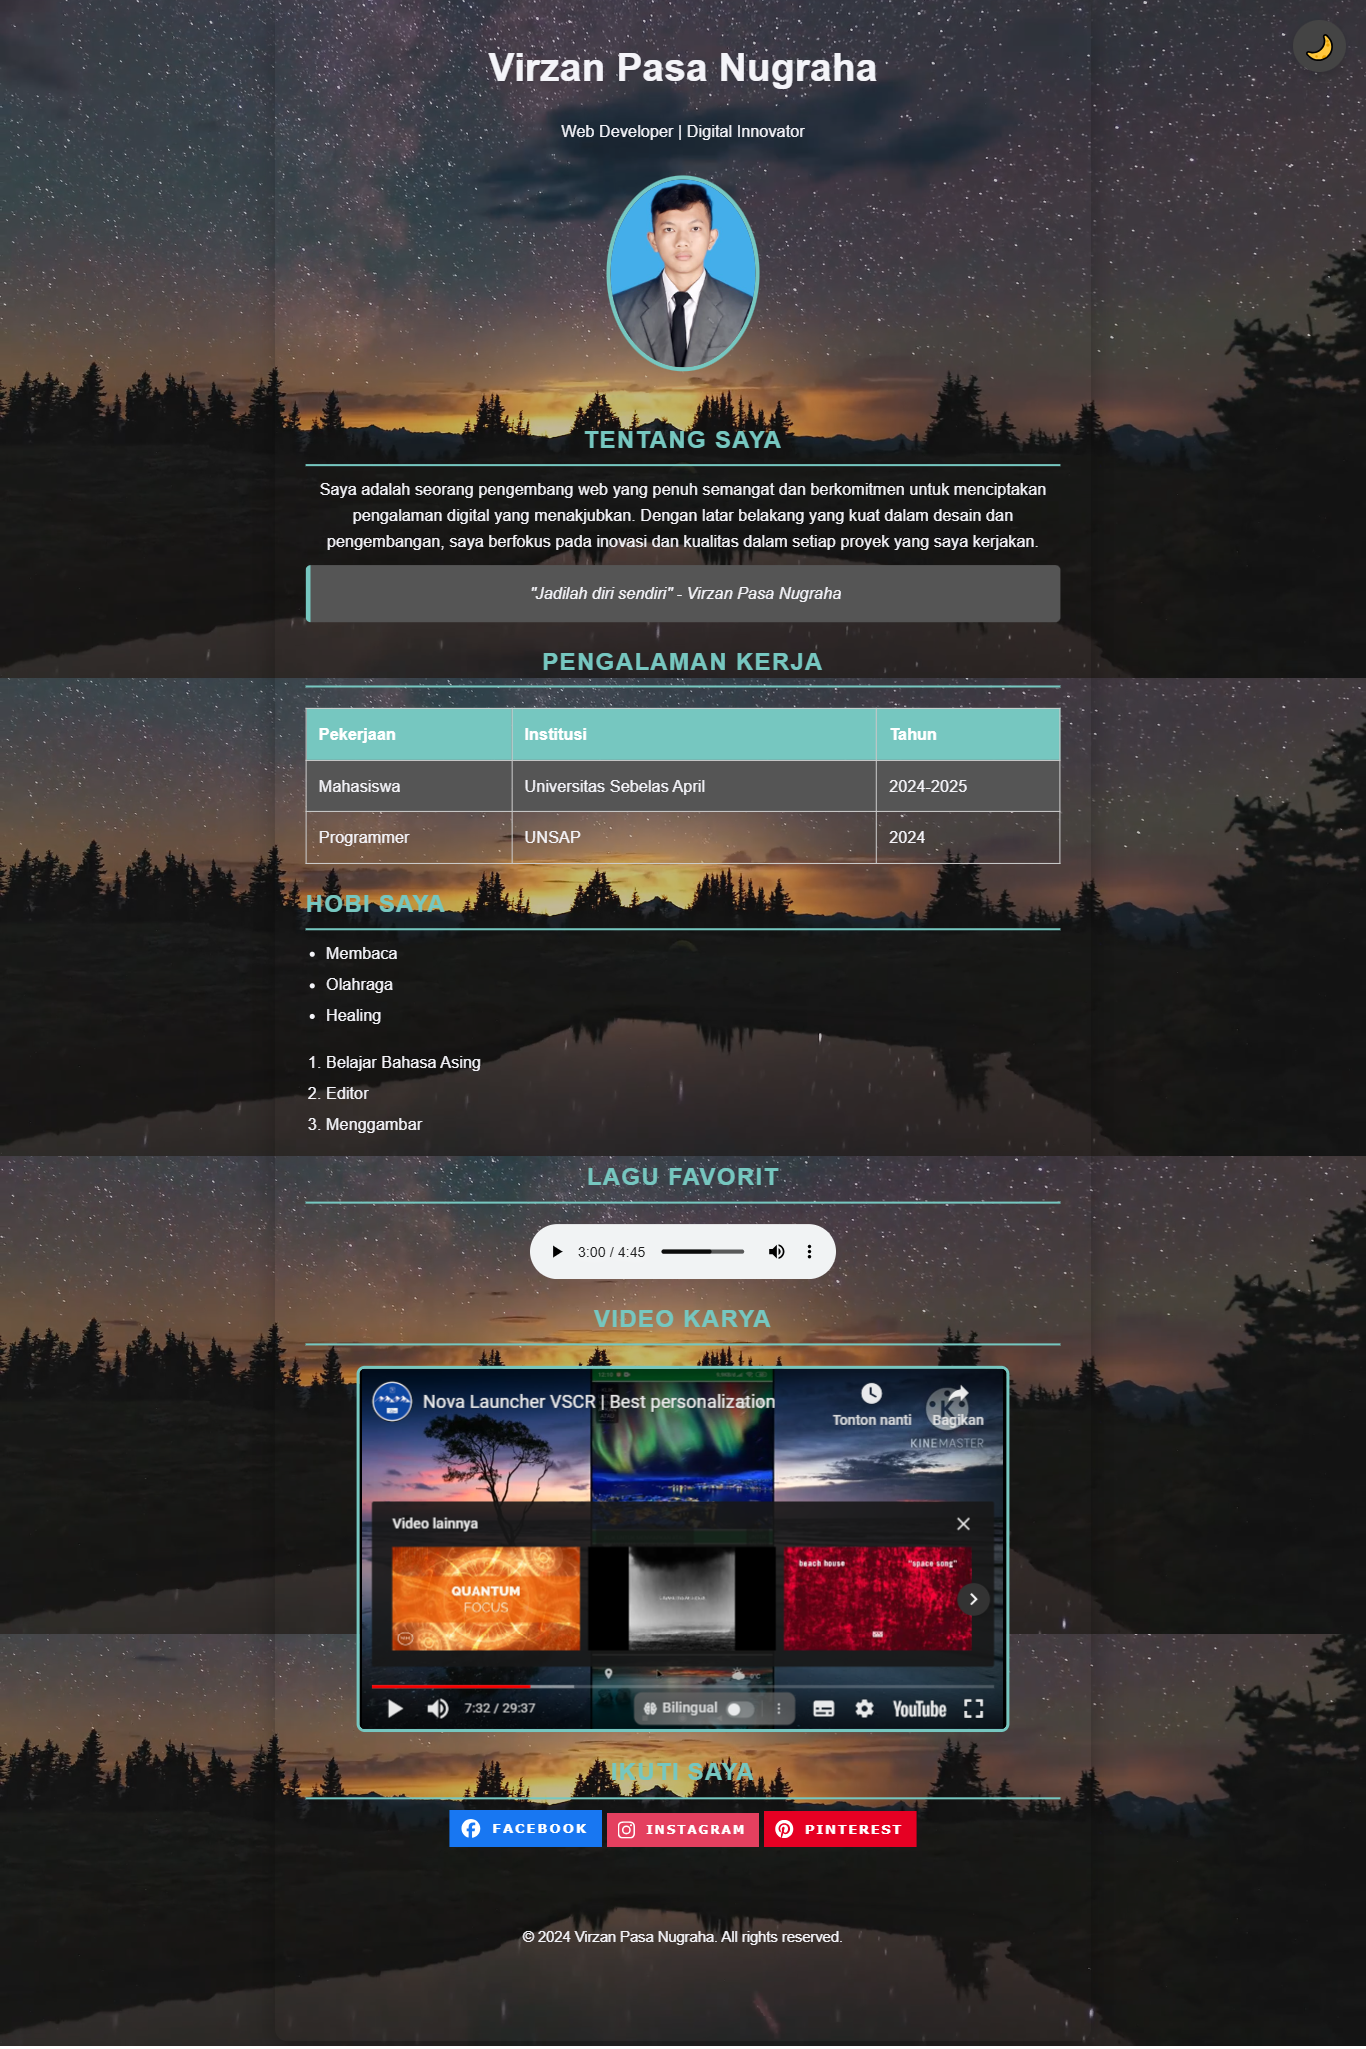 Virzan Pasa Nugraha
Web Developer | Digital Innovator
TENTANG SAYA
Saya adalah seorang pengembang web yang penuh semangat dan berkomitmen untuk menciptakan
pengalaman digital yang menakjubkan. Dengan latar belakang yang kuat dalam desain dan
pengembangan, saya berfokus pada inovasi dan kualitas dalam setiap proyek yang saya kerjakan.
"Jadilah diri sendiri" - Virzan Pasa Nugraha
PENGALAMAN KERJA
Pekerjaan Institusi Tahun
Mahasiswa Universitas Sebelas April 2024-2025
Programmer UNSAP 2024
HOBI SAYA
• Membaca
• Olahraga
• Healing
1. Belajar Bahasa Asing
2. Editor
3. Menggambar
LAGU FAVORIT
3:00 / 4:45
VIDEO KARYA
Nova Launcher VSCR | Best personalization
Tonton nanti Bagikan
KINEMASTER
Video lainnya
QUANTUM
FOCUS
beach house "space song"
7:32 / 29:37 Bilingual YouTube
IKUTI SAYA
FACEBOOK INSTAGRAM PINTEREST
© 2024 Virzan Pasa Nugraha. All rights reserved.